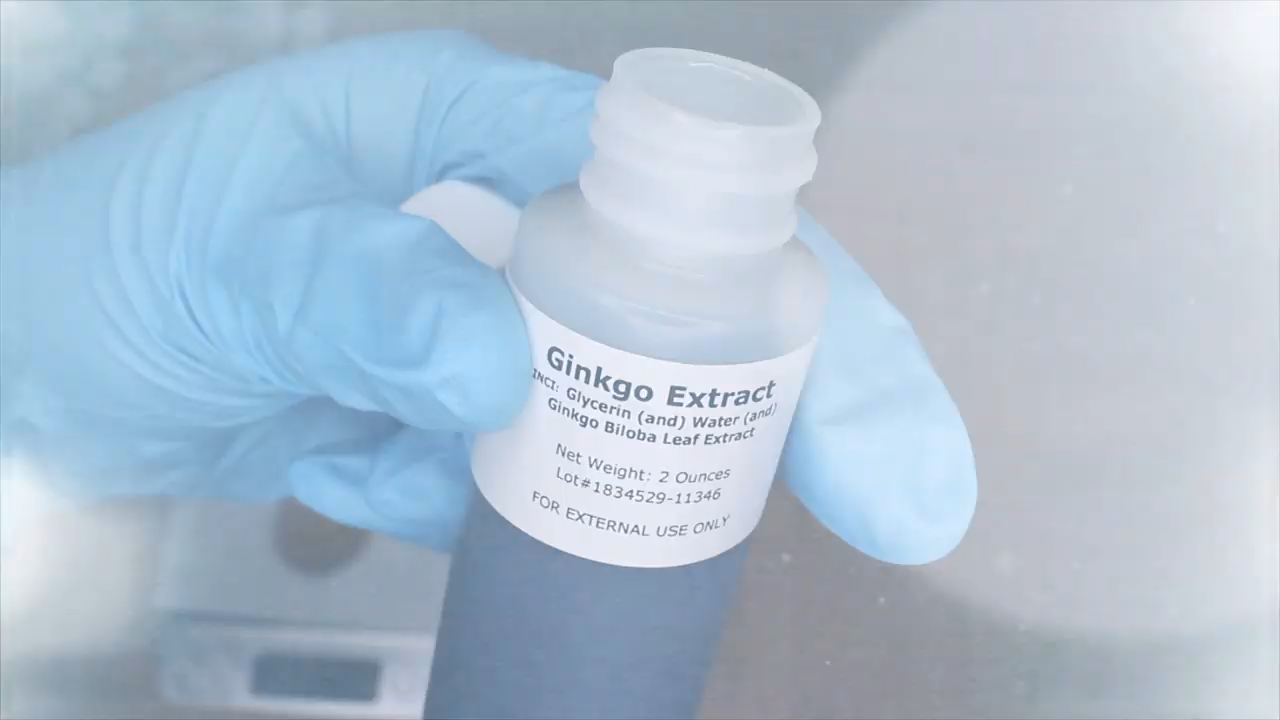 Ginkgo Extract
INCI: Glycerin (and) Water (and)
Ginkgo Biloba Leaf Extract
Net Weight: 2 Ounces
Lot#1834529-11346
FOR EXTERNAL USE ONLY